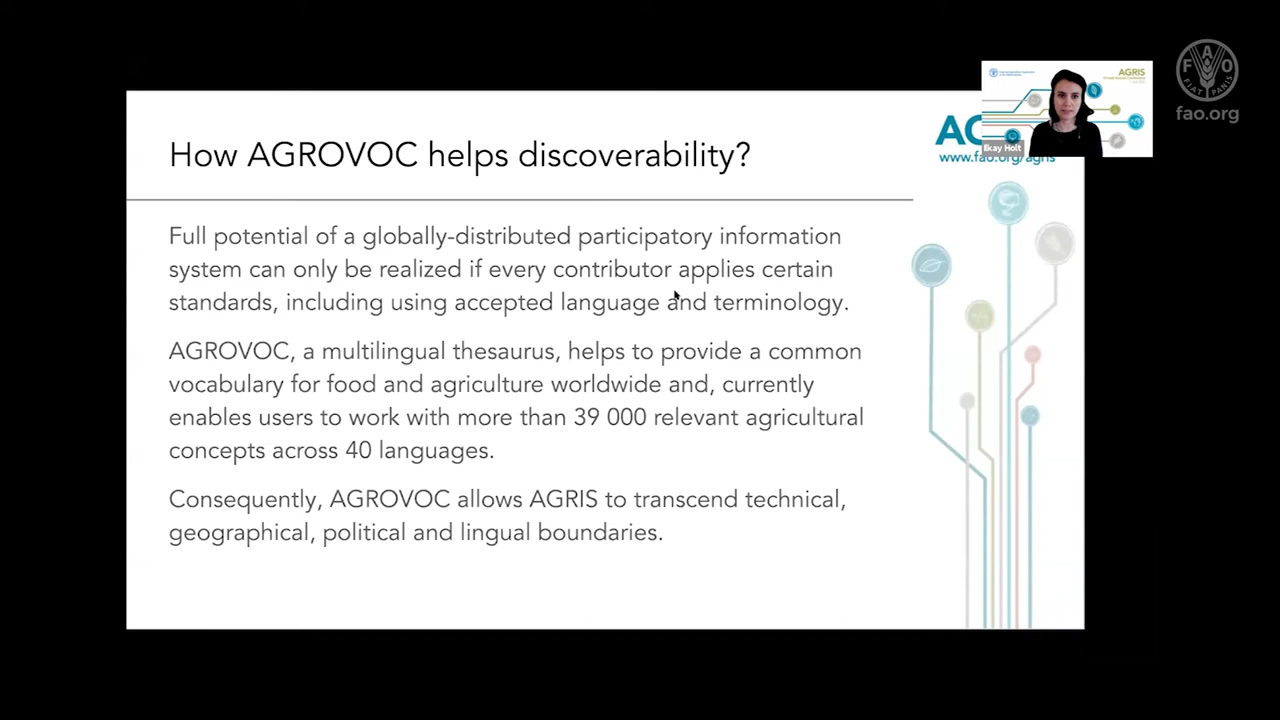 How AGROVOC helps discoverability?
Full potential of a globally-distributed participatory information
system can only be realized if every contributor applies certain
standards, including using accepted language and terminology.
AGROVOC, a multilingual thesaurus, helps to provide a common
vocabulary for food and agriculture worldwide and, currently
enables users to work with more than 39 000 relevant agricultural
concepts across 40 languages.
Consequently, AGROVOC allows AGRIS to transcend technical,
geographical, political and lingual boundaries.
www.fao.org/agris
AGRIS
Ilkay Holt
FAO
FIAT PANIS
fao.org